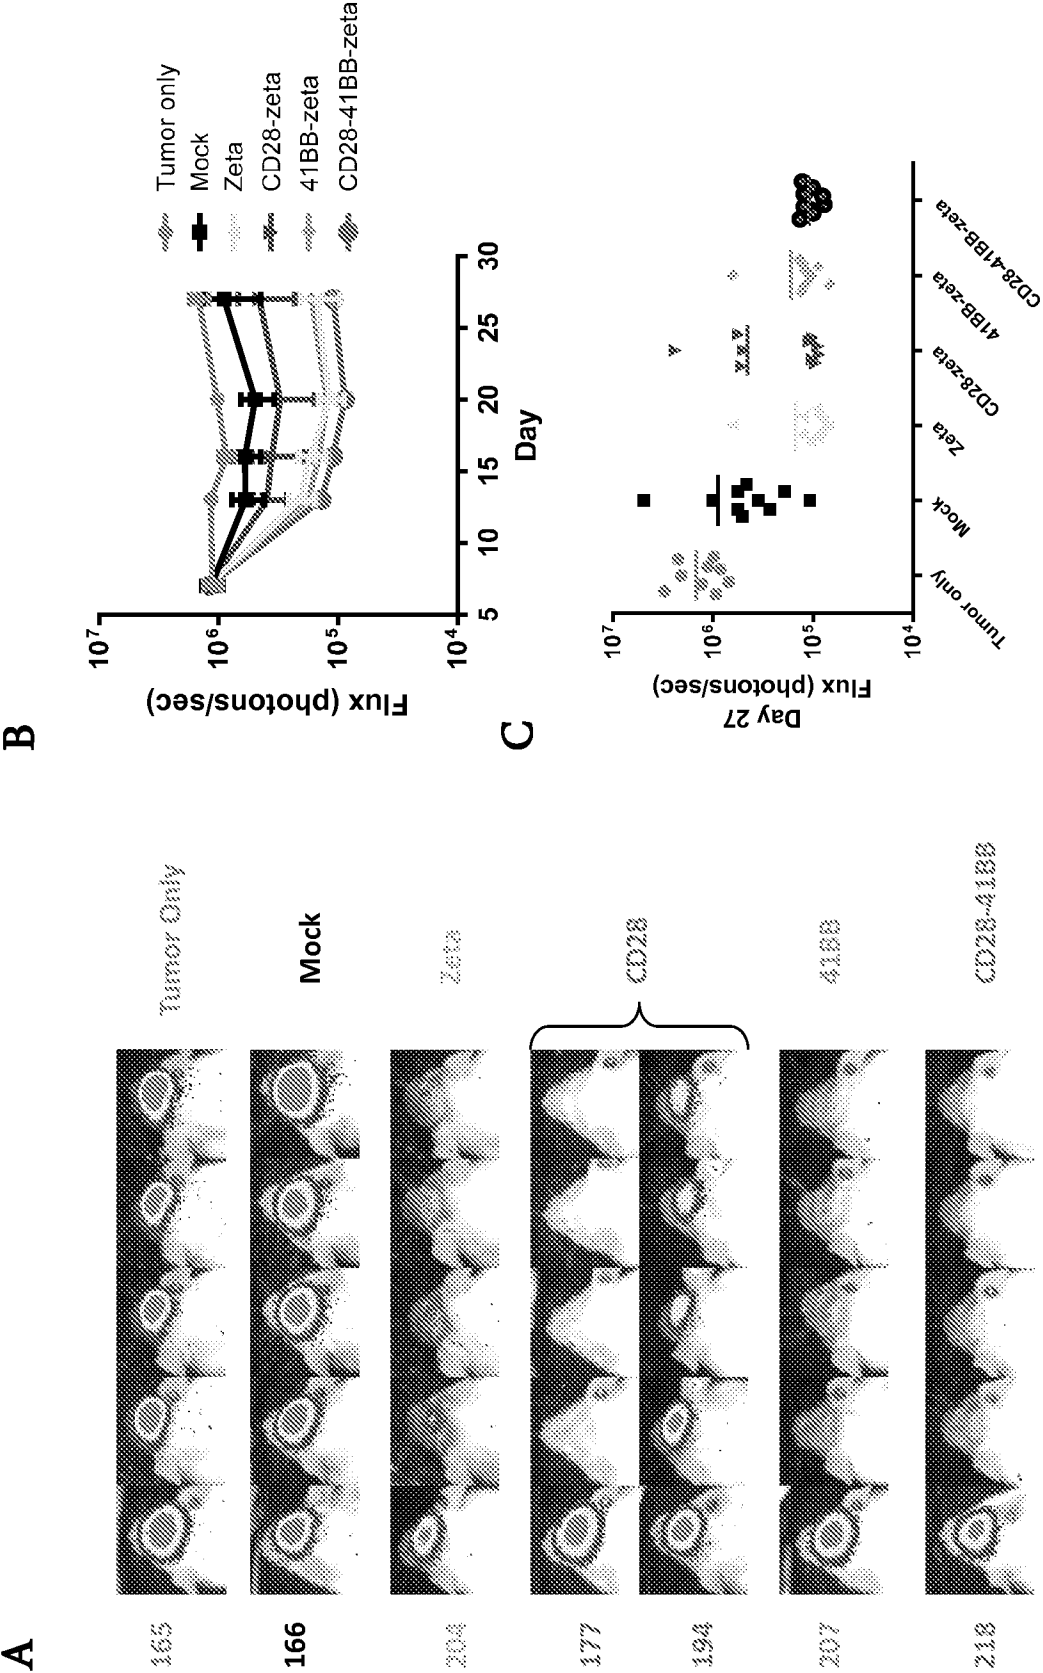 A
165
Tumor Only
166
Mock
204
Zeta
177
CD28
194
207
41BB
218
CD28-41BB
B
Flux (photons/sec)
10⁷
10⁶
10⁵
10⁴
5
10
15
20
25
30
Day
Tumor only
Mock
Zeta
CD28-zeta
41BB-zeta
CD28-41BB-zeta
C
Day 27
Flux (photons/sec)
10⁷
10⁶
10⁵
10⁴
Tumor only
Mock
Zeta
CD28-zeta
41BB-zeta
CD28-41BB-zeta